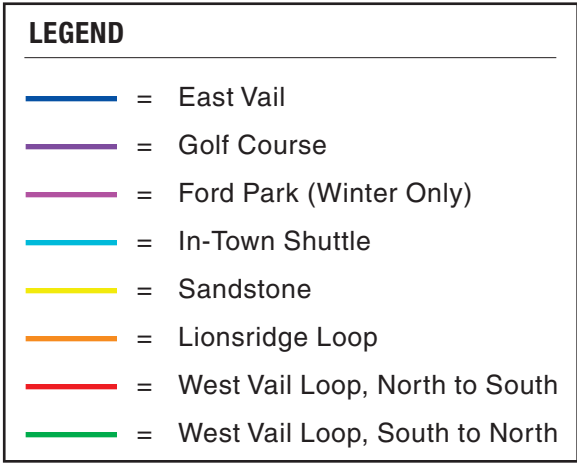 LEGEND
= East Vail
= Golf Course
= Ford Park (Winter Only)
= In-Town Shuttle
= Sandstone
= Lionsridge Loop
= West Vail Loop, North to South
= West Vail Loop, South to North